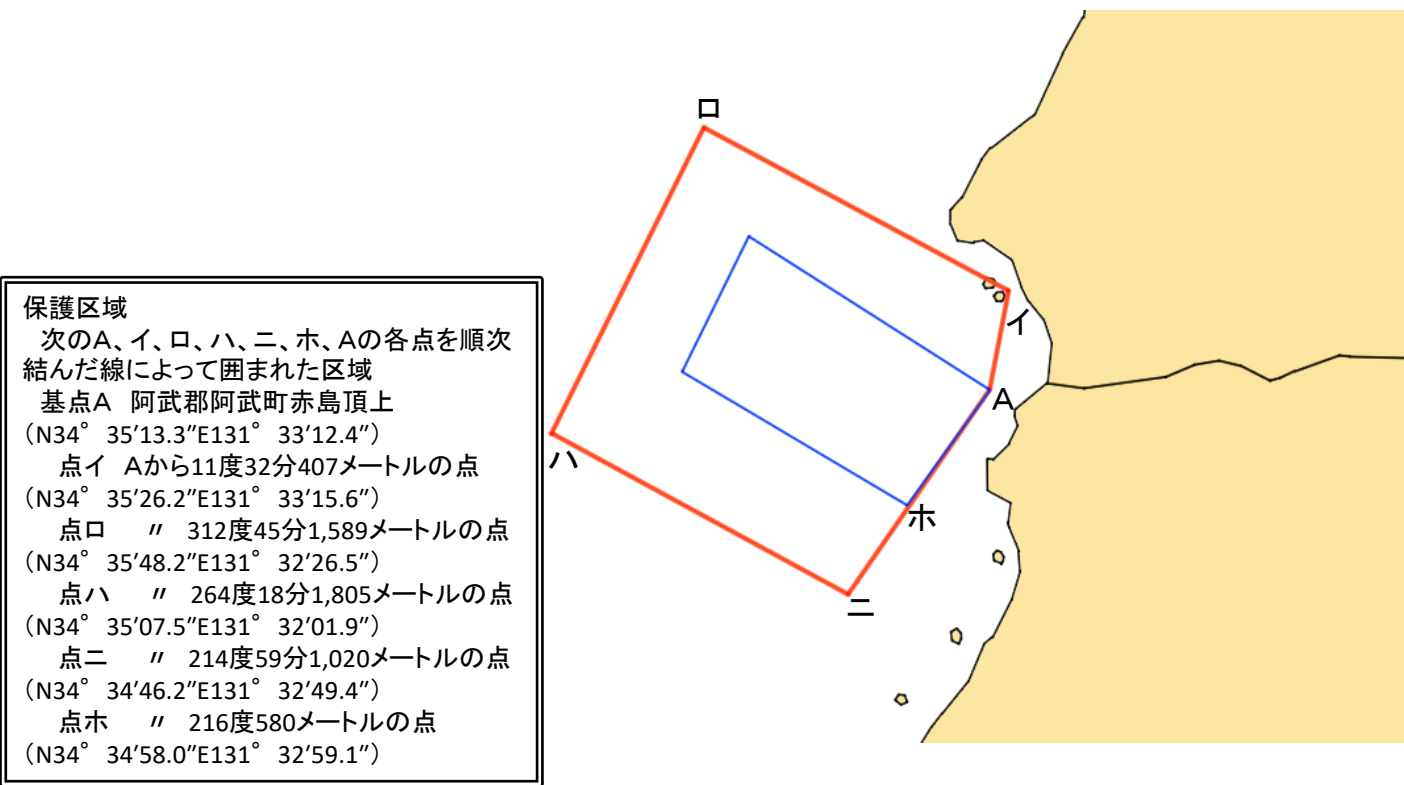 保護区域
次のA、イ、ロ、ハ、ニ、ホ、Aの各点を順次
結んだ線によって囲まれた区域
基点A 阿武郡阿武町赤島頂上
（N34°35′13.3″E131°33′12.4″）
点イ Aから11度32分407メートルの点
（N34°35′26.2″E131°33′15.6″）
点ロ 〃 312度45分1,589メートルの点
（N34°35′48.2″E131°32′26.5″）
点ハ 〃 264度18分1,805メートルの点
（N34°35′07.5″E131°32′01.9″）
点ニ 〃 214度59分1,020メートルの点
（N34°34′46.2″E131°32′49.4″）
点ホ 〃 216度580メートルの点
（N34°34′58.0″E131°32′59.1″）
ロ
イ
A
ハ
ホ
ニ